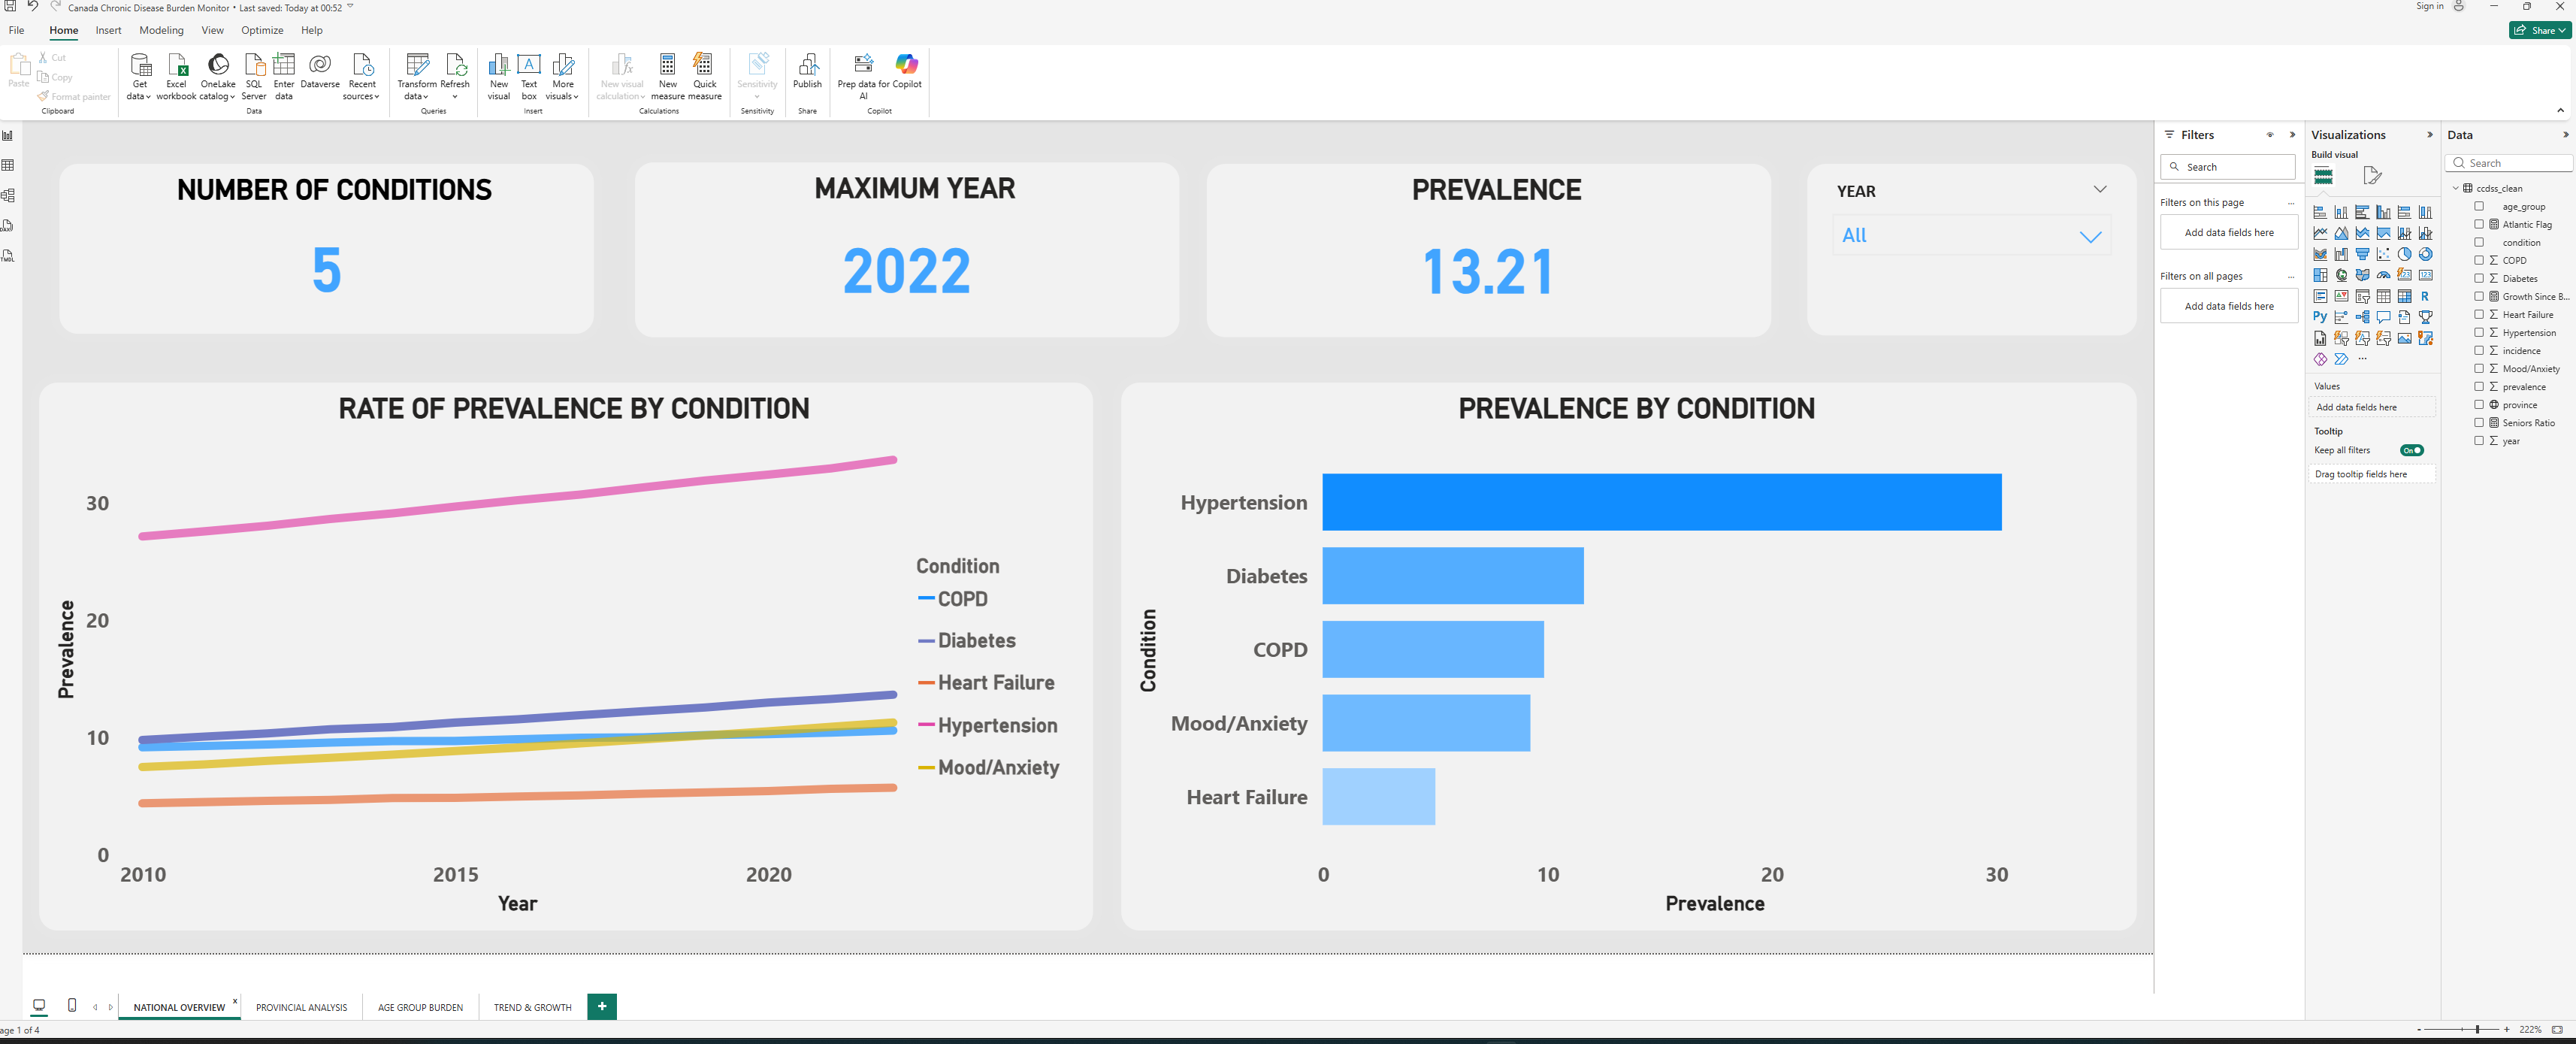 Canada Chronic Disease Burden Monitor • Last saved: Today at 00:52
Sign in
File Home Insert Modeling View Optimize Help
Share
Paste
Cut
Copy
Format painter
Clipboard
Get data
Excel workbook
OneLake catalog
SQL Server
Enter data
Dataverse
Recent sources
Data
Transform data
Refresh
Queries
New visual
Text box
More visuals
Insert
New visual calculation
New measure
Quick measure
Calculations
Sensitivity
Sensitivity
Publish
Share
Prep data for AI
Copilot
Copilot
NUMBER OF CONDITIONS
5
MAXIMUM YEAR
2022
PREVALENCE
13.21
YEAR
All
RATE OF PREVALENCE BY CONDITION
Prevalence
30
20
10
0
2010 2015 2020
Year
Condition
COPD
Diabetes
Heart Failure
Hypertension
Mood/Anxiety
PREVALENCE BY CONDITION
Condition
Hypertension
Diabetes
COPD
Mood/Anxiety
Heart Failure
0 10 20 30
Prevalence
Filters
Search
Filters on this page
...
Add data fields here
Filters on all pages
...
Add data fields here
Visualizations
Build visual
123
123
R
Py
...
Values
Add data fields here
Tooltip
Keep all filters
On
Drag tooltip fields here
Data
Search
ccdss_clean
age_group
Atlantic Flag
condition
COPD
Diabetes
Growth Since B...
Heart Failure
Hypertension
incidence
Mood/Anxiety
prevalence
province
Seniors Ratio
year
NATIONAL OVERVIEW x
PROVINCIAL ANALYSIS
AGE GROUP BURDEN
TREND & GROWTH
+
age 1 of 4
- + 222%